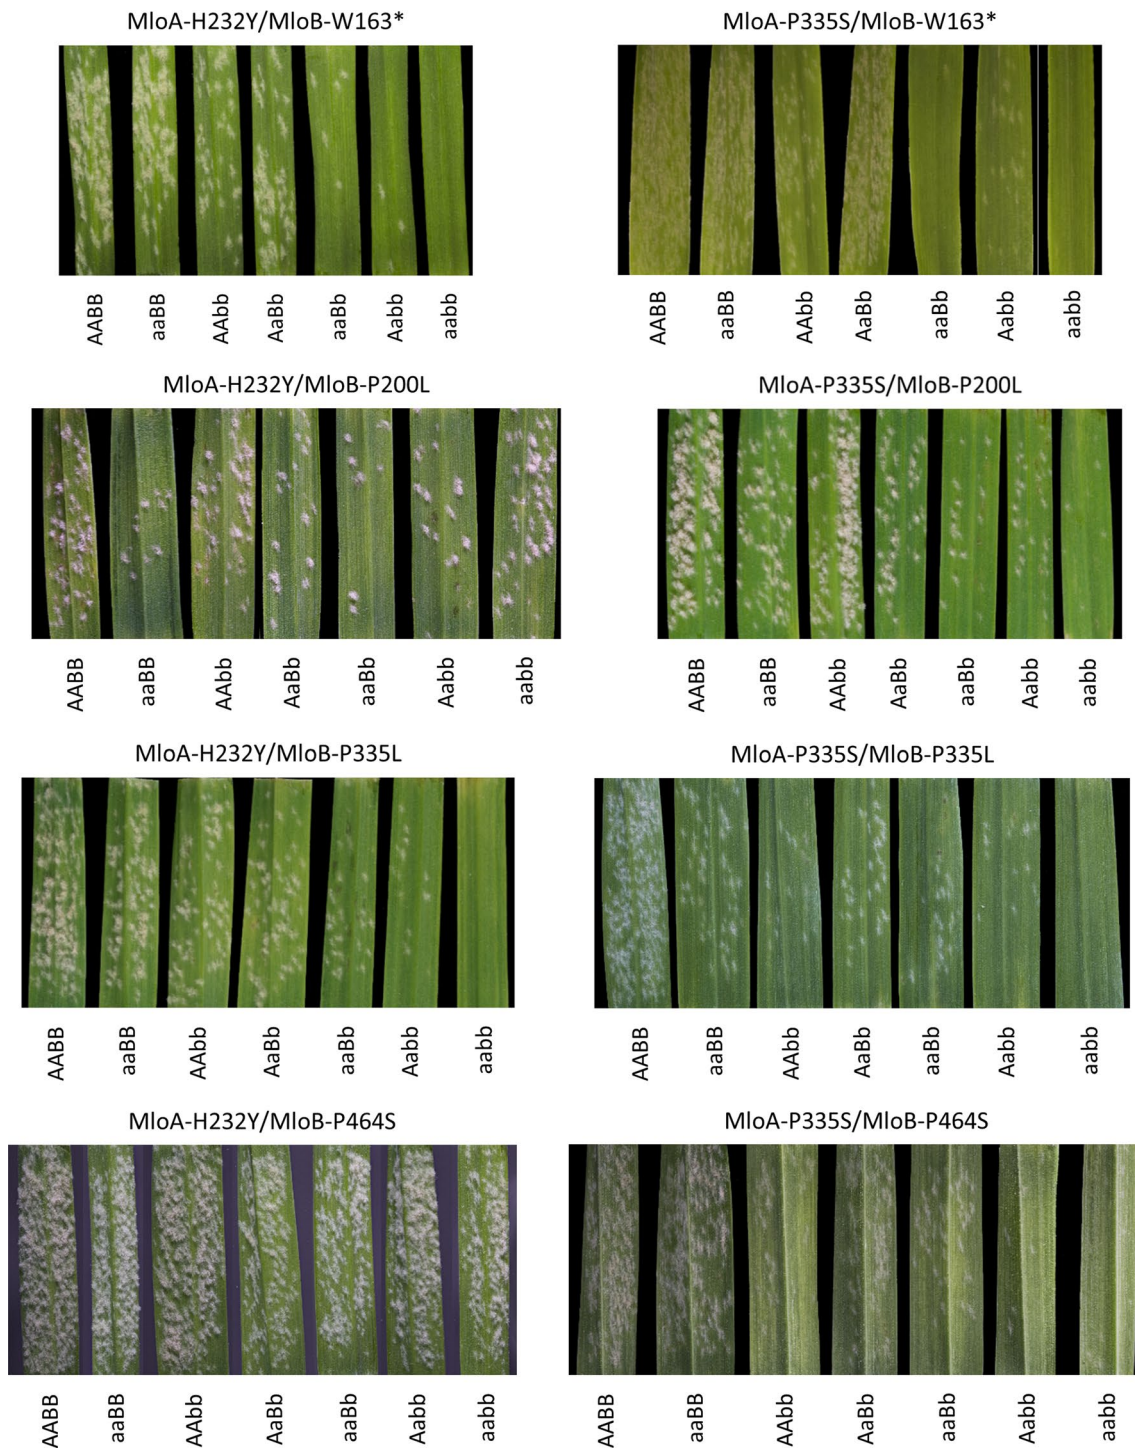 MloA-H232Y/MloB-W163*
AABB aaBB AAbb AaBb aaBb Aabb aabb
MloA-P335S/MloB-W163*
AABB aaBB AAbb AaBb aaBb Aabb aabb
MloA-H232Y/MloB-P200L
AABB aaBB AAbb AaBb aaBb Aabb aabb
MloA-P335S/MloB-P200L
AABB aaBB AAbb AaBb aaBb Aabb aabb
MloA-H232Y/MloB-P335L
AABB aaBB AAbb AaBb aaBb Aabb aabb
MloA-P335S/MloB-P335L
AABB aaBB AAbb AaBb aaBb Aabb aabb
MloA-H232Y/MloB-P464S
AABB aaBB AAbb AaBb aaBb Aabb aabb
MloA-P335S/MloB-P464S
AABB aaBB AAbb AaBb aaBb Aabb aabb